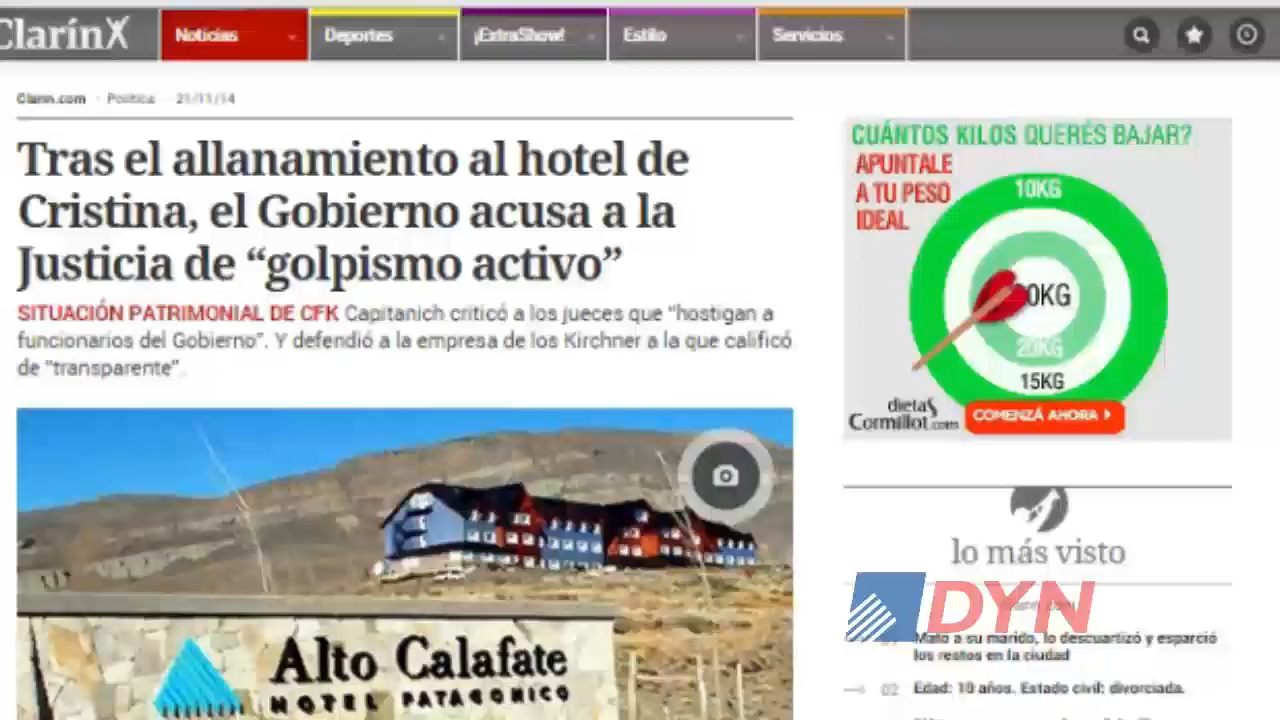 Clarín
Noticias
Deportes
¡ExtraShow!
Estilo
Servicios
Clarin.com
Política
21/11/14
Tras el allanamiento al hotel de
Cristina, el Gobierno acusa a la
Justicia de “golpismo activo”
SITUACIÓN PATRIMONIAL DE CFK Capitanich criticó a los jueces que “hostigan a
funcionarios del Gobierno”. Y defendió a la empresa de los Kirchner a la que calificó
de “transparente”.
Alto Calafate
HOTEL PATAGONICO
CUÁNTOS KILOS QUERÉS BAJAR?
APUNTALE
A TU PESO
IDEAL
10KG
20KG
15KG
dietas
Cormillot.com
COMENZÁ AHORA
lo más visto
DYN
Mató a su marido, lo descuartizó y esparció
los restos en la ciudad
02
Edad: 10 años. Estado civil: divorciada.